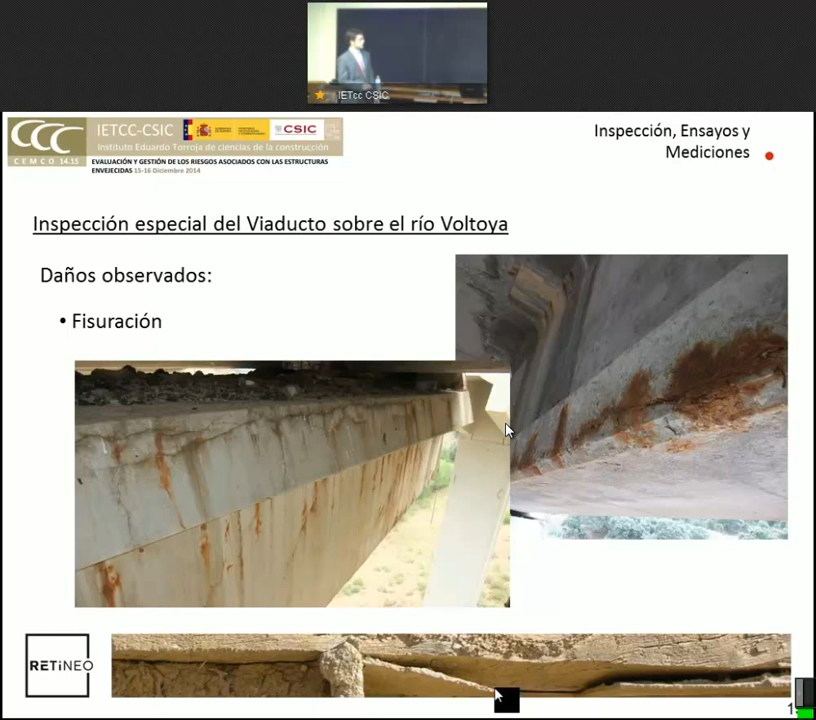 IETcc CSIC
CCC
CEMCO 14.15
IETCC-CSIC
CSIC
Instituto Eduardo Torroja de ciencias de la construcción
EVALUACIÓN Y GESTIÓN DE LOS RIESGOS ASOCIADOS CON LAS ESTRUCTURAS
ENVEJECIDAS 15-16 Diciembre 2014
Inspección, Ensayos y
Mediciones
Inspección especial del Viaducto sobre el río Voltoya
Daños observados:
• Fisuración
RETINEO